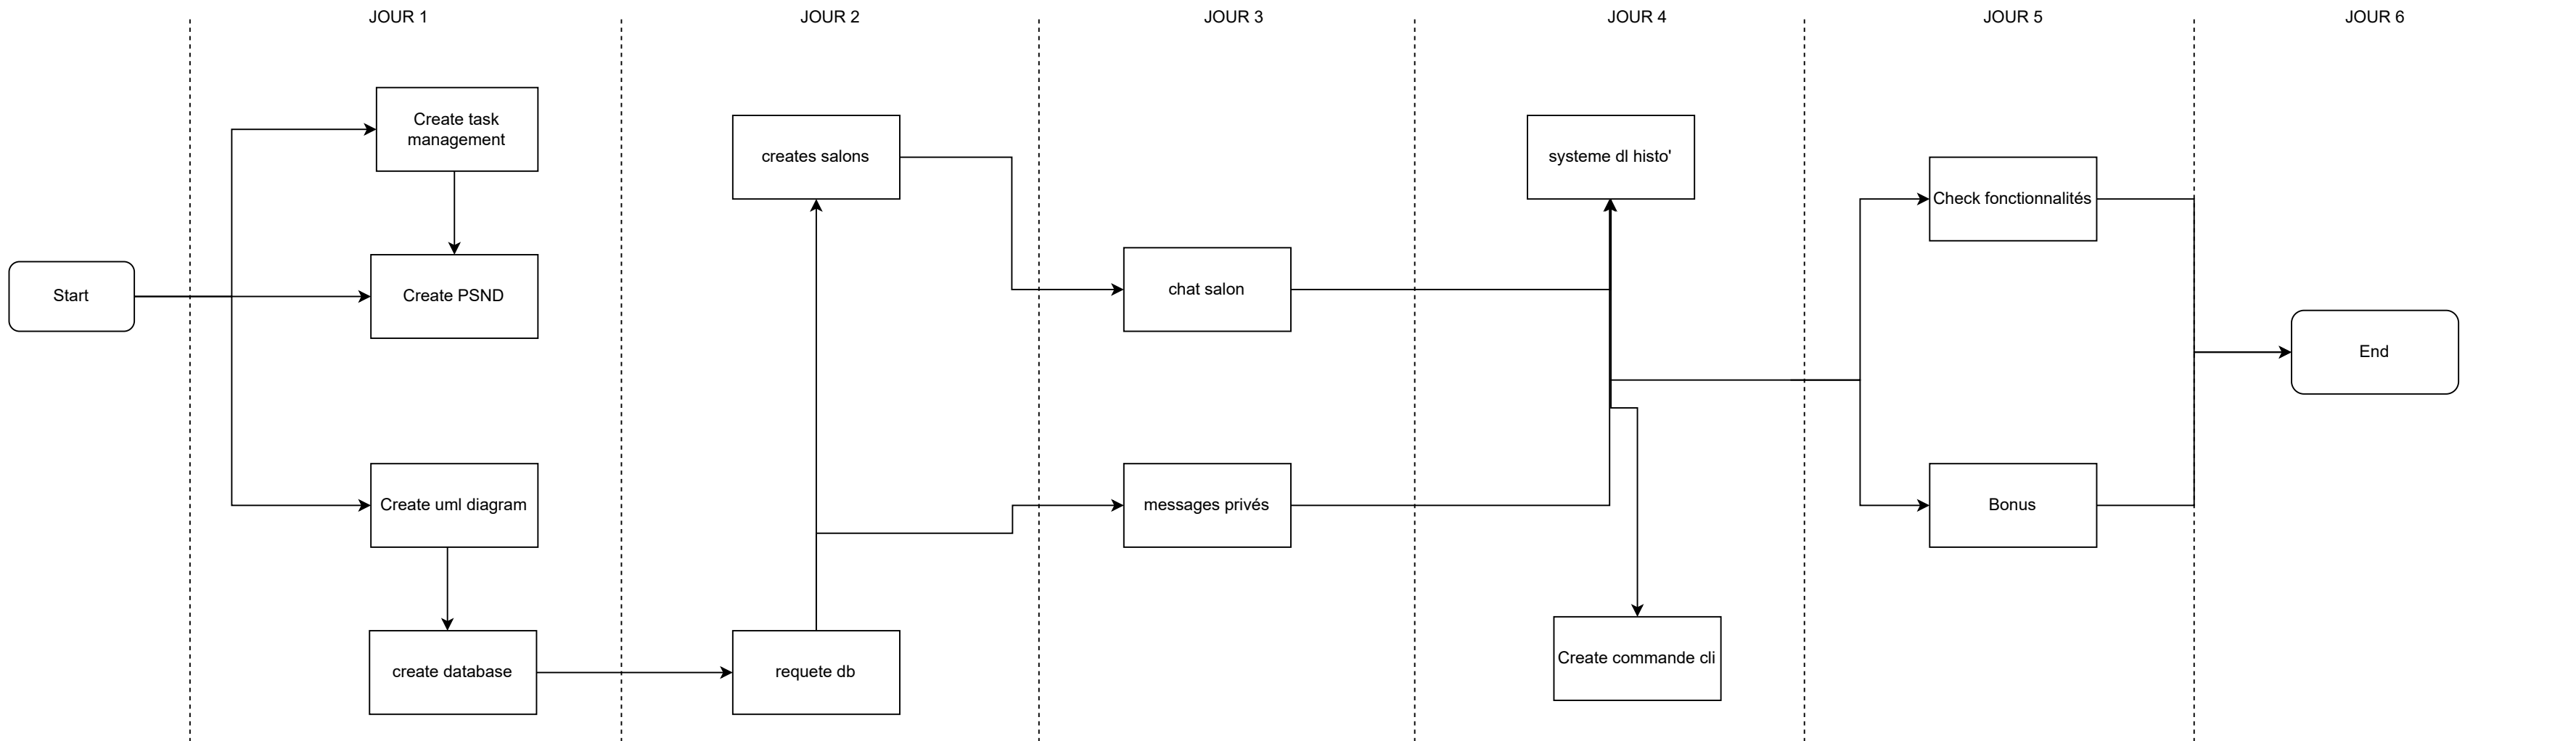 JOUR 1
JOUR 2
JOUR 3
JOUR 4
JOUR 5
JOUR 6
Start
Create task
management
Create PSND
Create uml diagram
create database
creates salons
requete db
chat salon
messages privés
systeme dl histo'
Create commande cli
Check fonctionnalités
Bonus
End